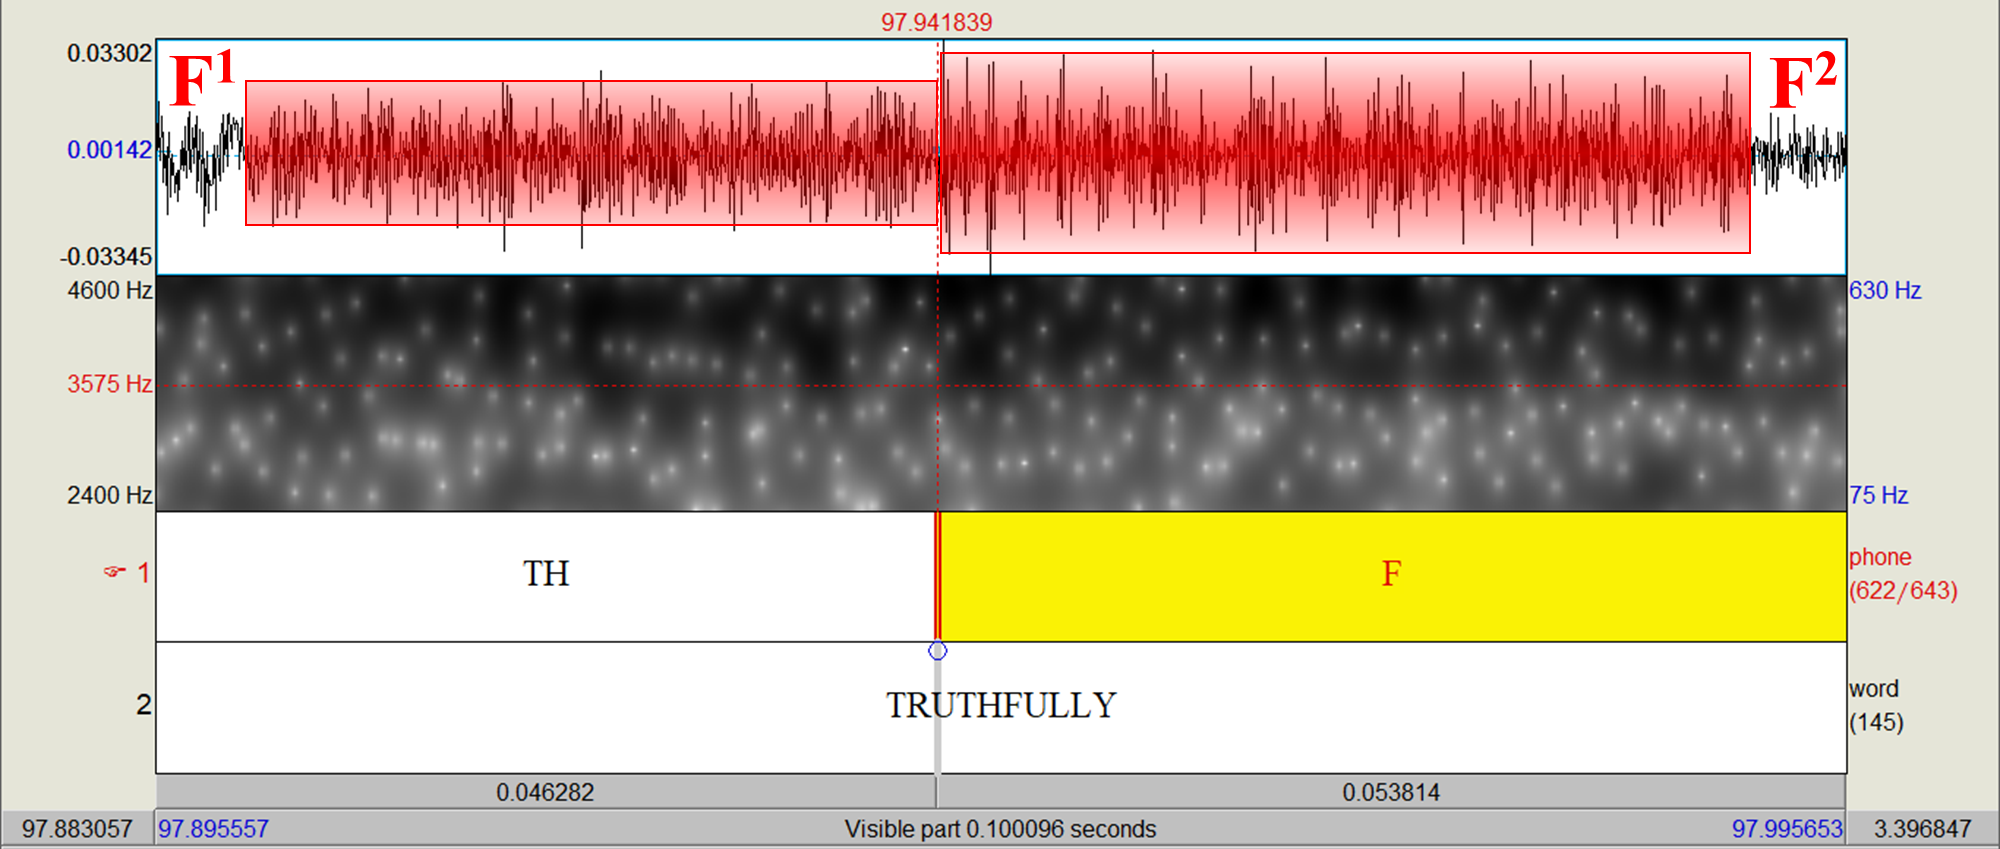 97.941839
0.03302
F1
F2
0.00142
-0.03345
4600 Hz
630 Hz
3575 Hz
2400 Hz
75 Hz
1
TH
F
phone
(622/643)
2
TRUTHFULLY
word
(145)
0.046282
0.053814
97.883057
97.895557
Visible part 0.100096 seconds
97.995653
3.396847